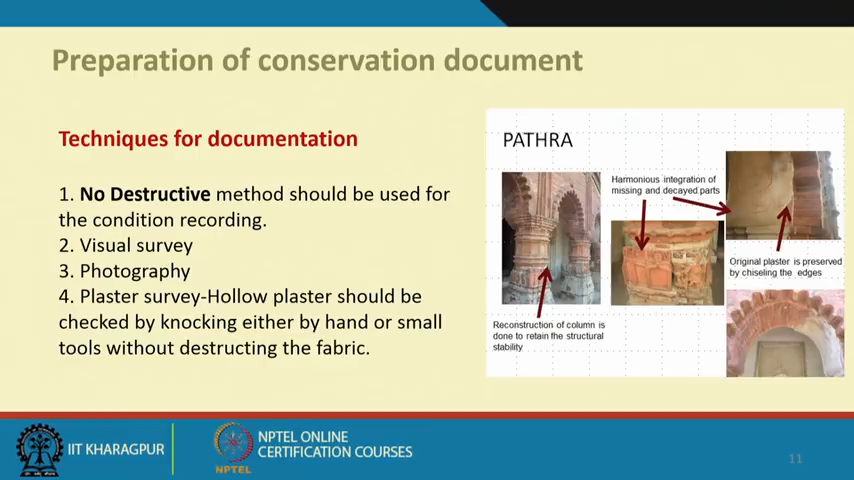 Preparation of conservation document
Techniques for documentation
1. No Destructive method should be used for
the condition recording.
2. Visual survey
3. Photography
4. Plaster survey-Hollow plaster should be
checked by knocking either by hand or small
tools without destructing the fabric.
PATHRA
Harmonious integration of
missing and decayed parts
Original plaster is preserved
by chiseling the edges
Reconstruction of column is
done to retain the structural
stability
IIT KHARAGPUR
NPTEL
NPTEL ONLINE
CERTIFICATION COURSES
11